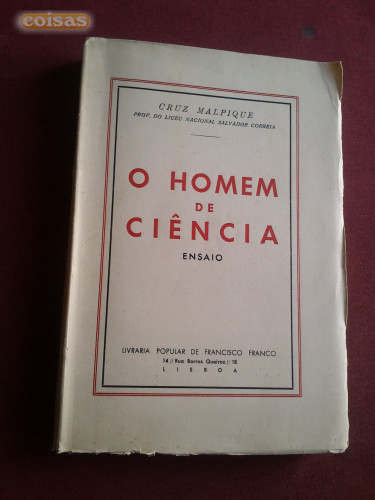 coisas
CRUZ MALPIQUE
PROF. DO LICEU NACIONAL SALVADOR CORREIA
O HOMEM
DE
CIÊNCIA
ENSAIO
LIVRARIA POPULAR DE FRANCISCO FRANCO
14 // Rua Barros Queiroz // 18
LISBOA